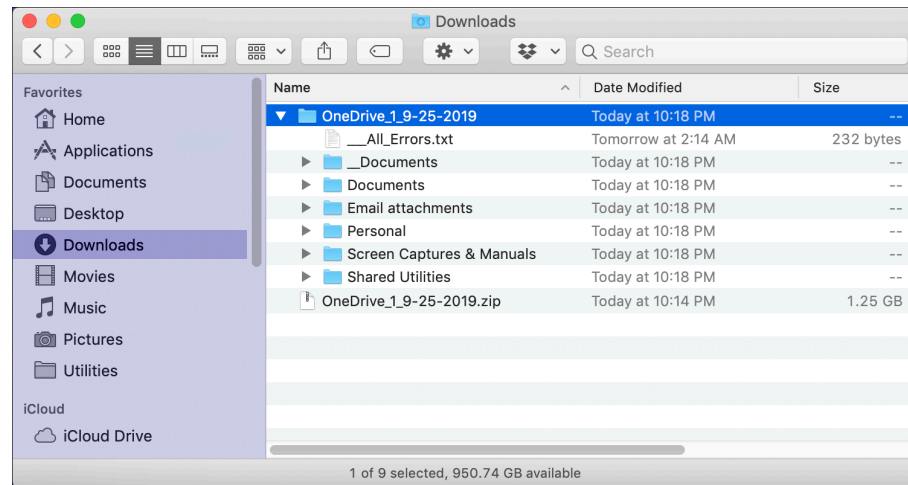 Downloads
Search
Favorites
Home
Applications
Documents
Desktop
Downloads
Movies
Music
Pictures
Utilities
iCloud
iCloud Drive
Name Date Modified Size
OneDrive_1_9-25-2019 Today at 10:18 PM --
___All_Errors.txt Tomorrow at 2:14 AM 232 bytes
__Documents Today at 10:18 PM --
Documents Today at 10:18 PM --
Email attachments Today at 10:18 PM --
Personal Today at 10:18 PM --
Screen Captures & Manuals Today at 10:18 PM --
Shared Utilities Today at 10:18 PM --
OneDrive_1_9-25-2019.zip Today at 10:14 PM 1.25 GB
1 of 9 selected, 950.74 GB available